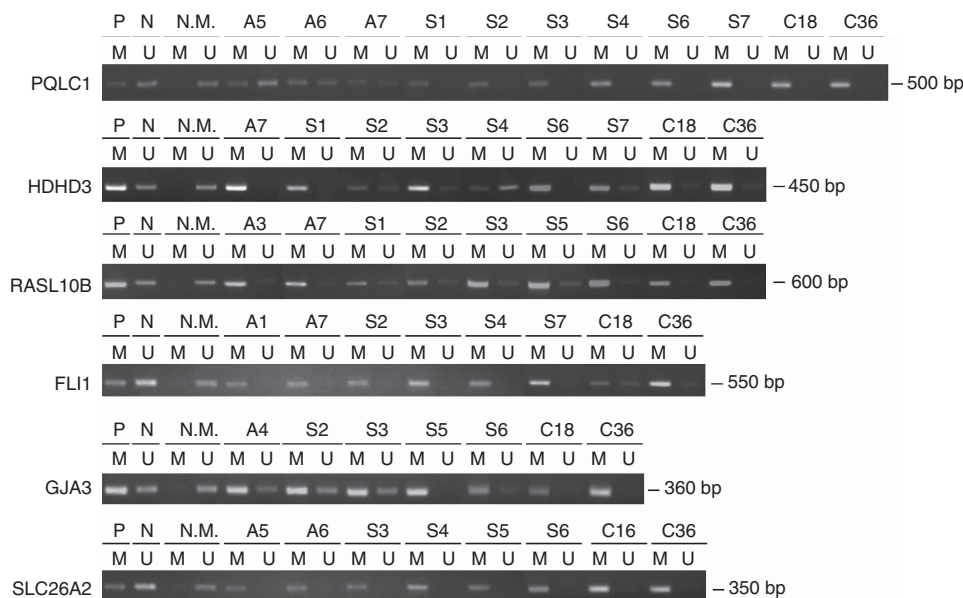 P N N.M. A5 A6 A7 S1 S2 S3 S4 S6 S7 C18 C36
M U M U M U M U M U M U M U M U M U M U M U M U M U
PQLC1 – 500 bp
P N N.M. A7 S1 S2 S3 S4 S6 S7 C18 C36
M U M U M U M U M U M U M U M U M U M U M U
HDHD3 – 450 bp
P N N.M. A3 A7 S1 S2 S3 S5 S6 C18 C36
M U M U M U M U M U M U M U M U M U M U M U
RASL10B – 600 bp
P N N.M. A1 A7 S2 S3 S4 S7 C18 C36
M U M U M U M U M U M U M U M U M U M U
FLI1 – 550 bp
P N N.M. A4 S2 S3 S5 S6 C18 C36
M U M U M U M U M U M U M U M U M U
GJA3 – 360 bp
P N N.M. A5 A6 S3 S4 S5 S6 C16 C36
M U M U M U M U M U M U M U M U M U M U
SLC26A2 – 350 bp